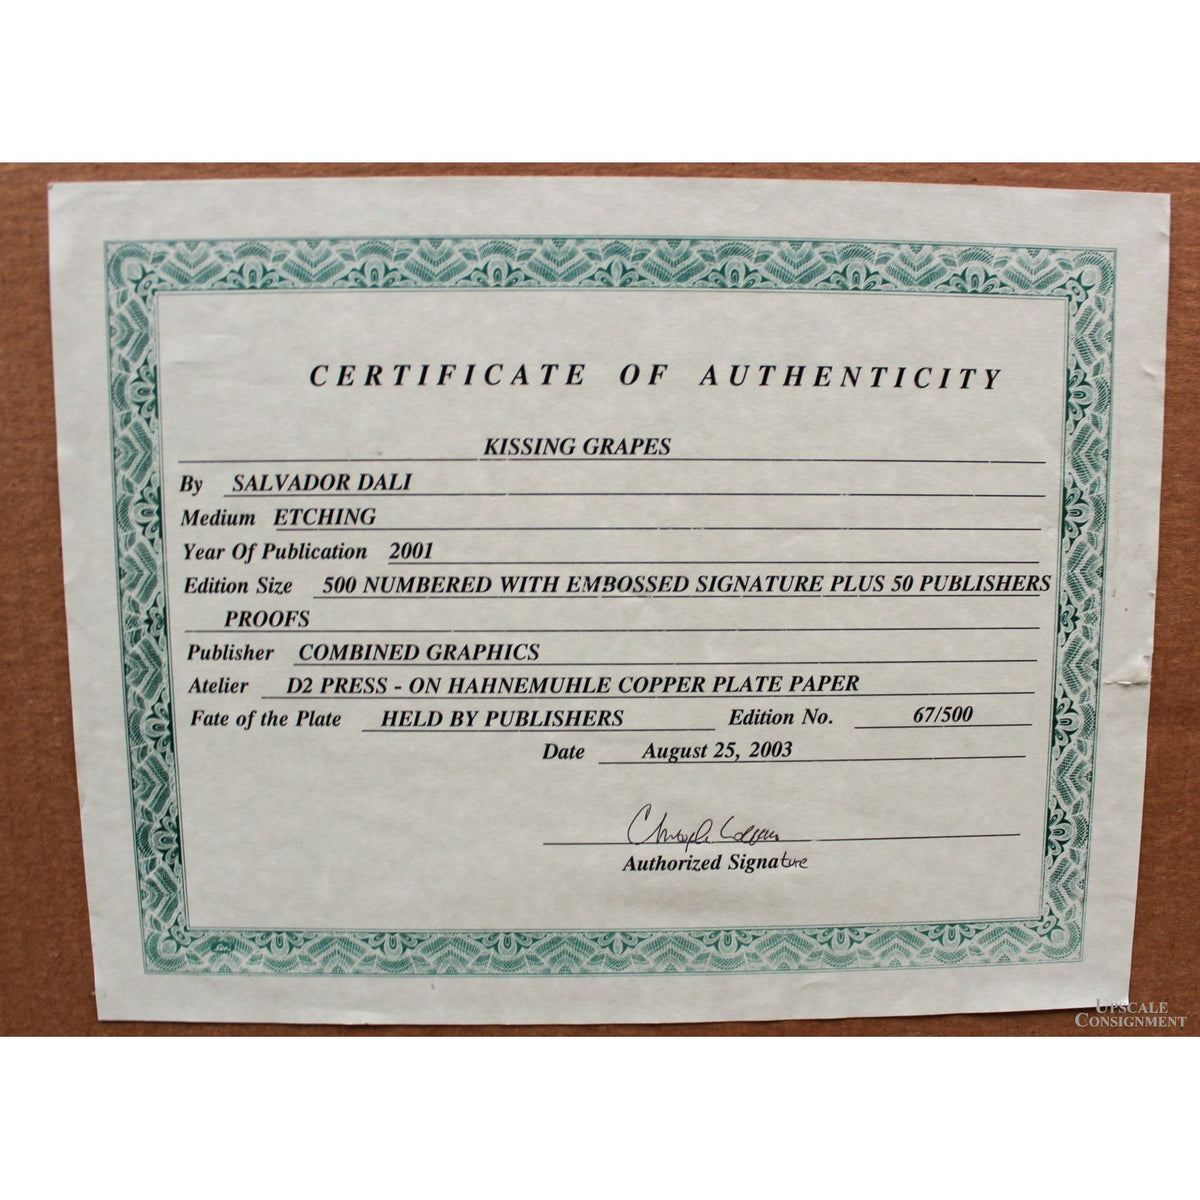 CERTIFICATE OF AUTHENTICITY
KISSING GRAPES
By SALVADOR DALI
Medium ETCHING
Year Of Publication 2001
Edition Size 500 NUMBERED WITH EMBOSSED SIGNATURE PLUS 50 PUBLISHERS
PROOFS
Publisher COMBINED GRAPHICS
Atelier D2 PRESS - ON HAHNEMUHLE COPPER PLATE PAPER
Fate of the Plate HELD BY PUBLISHERS Edition No. 67/500
Date August 25, 2003
Authorized Signature
UPSCALE
CONSIGNMENT